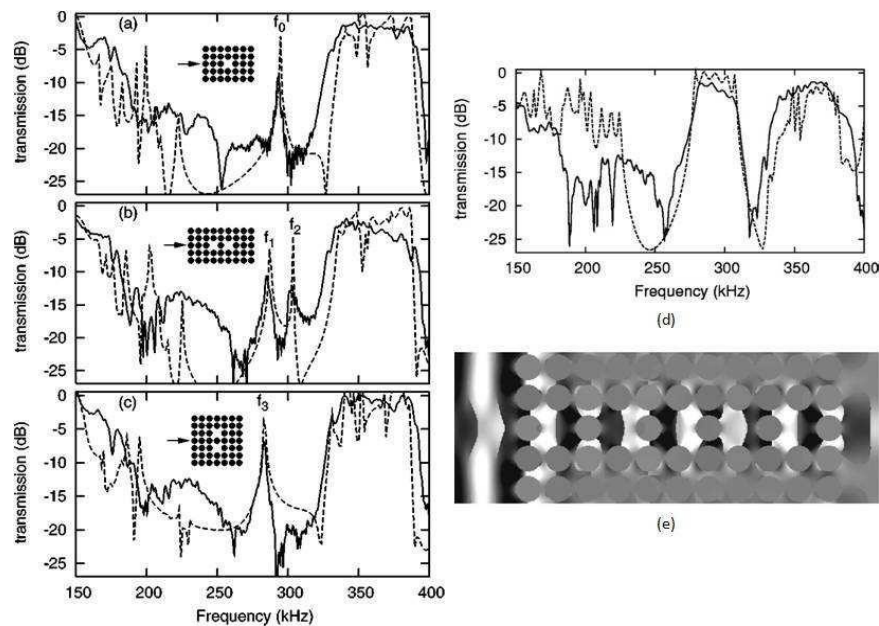 (a)
f0
transmission (dB)
0
-5
-10
-15
-20
-25
(b)
f1
f2
transmission (dB)
0
-5
-10
-15
-20
-25
(c)
f3
transmission (dB)
0
-5
-10
-15
-20
-25
150 200 250 300 350 400
Frequency (kHz)
transmission (dB)
0
-5
-10
-15
-20
-25
150 200 250 300 350 400
Frequency (kHz)
(d)
(e)